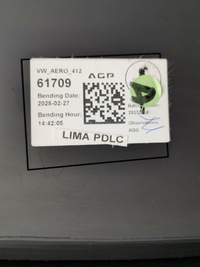 VW_AERO_412
AGP
61709
Bending Date:
2025-02-27
Bending Hour:
14:42:05
LIMA PDLC